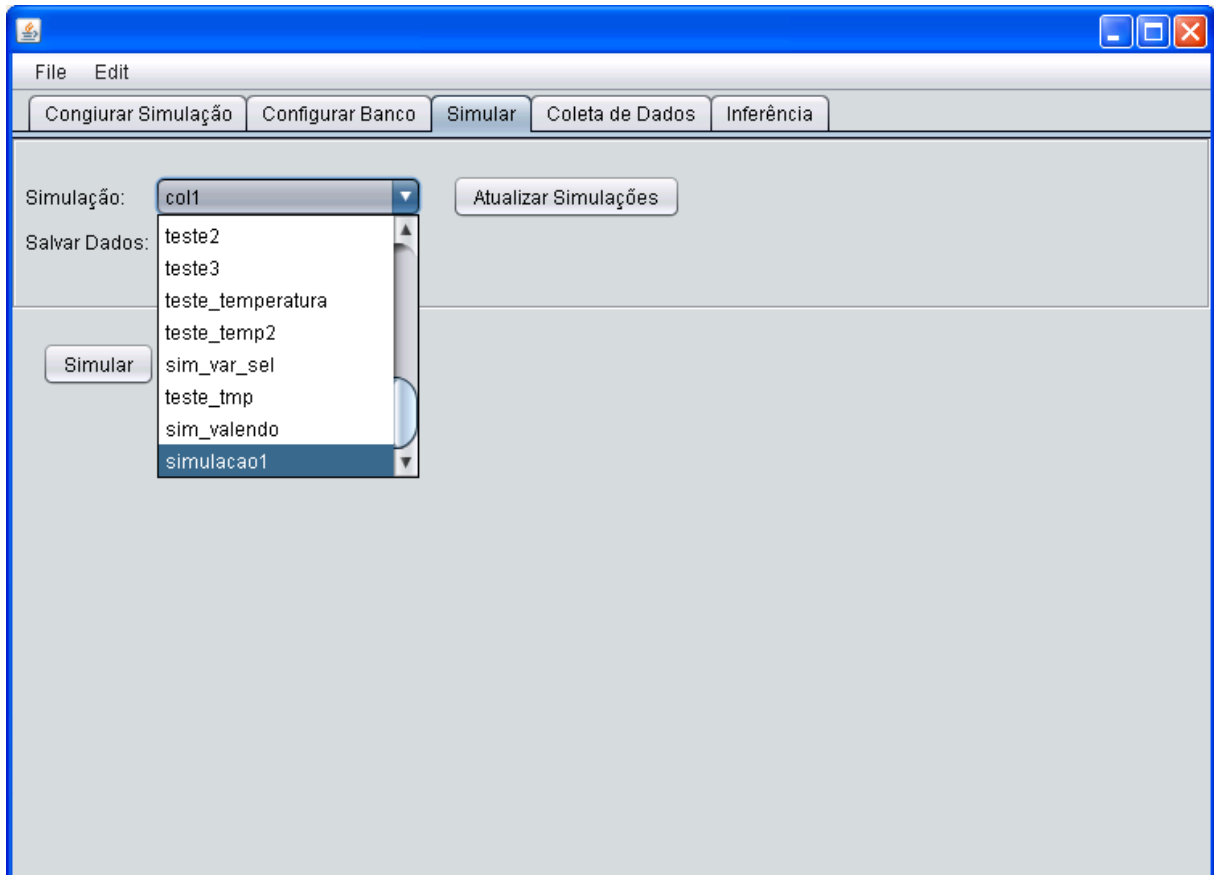 File Edit
Congiurar Simulação Configurar Banco Simular Coleta de Dados Inferência
Simulação: col1 Atualizar Simulações
Salvar Dados:
teste2
teste3
teste_temperatura
teste_temp2
Simular
sim_var_sel
teste_tmp
sim_valendo
simulacao1